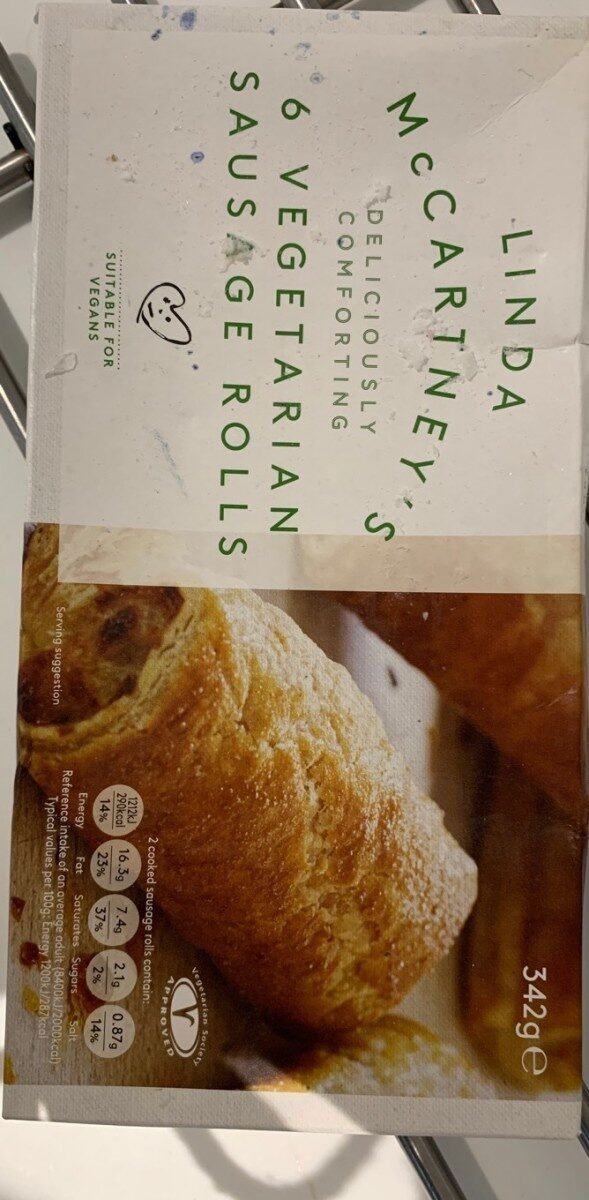 LINDA
McCARTNEY'S
DELICIOUSLY
COMFORTING
6 VEGETARIAN
SAUSAGE ROLLS
SUITABLE FOR
VEGANS
342g e
Serving suggestion
Vegetarian Society
APPROVED
2 cooked sausage rolls contain:
1212kJ
290kcal
14%
16.3g
23%
7.4g
37%
2.1g
2%
0.87g
14%
Energy Fat Saturates Sugars Salt
Reference intake of an average adult (8400kJ/2000kcal)
Typical values per 100g: Energy 1200kJ/287kcal